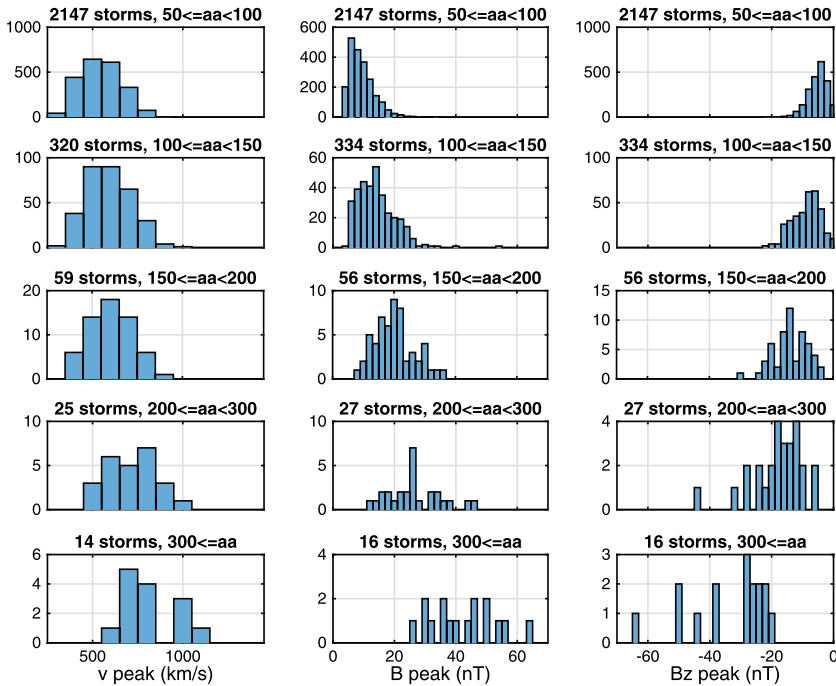 2147 storms, 50<=aa<100 2147 storms, 50<=aa<100 2147 storms, 50<=aa<100
1000 600 1000
400
500 500
200
0 0 0
320 storms, 100<=aa<150 334 storms, 100<=aa<150 334 storms, 100<=aa<150
100 60 100
40
50 50
20
0 0 0
59 storms, 150<=aa<200 56 storms, 150<=aa<200 56 storms, 150<=aa<200
20 10 15
10
10 5
5
0 0 0
25 storms, 200<=aa<300 27 storms, 200<=aa<300 27 storms, 200<=aa<300
10 10 4
5 5 2
0 0 0
14 storms, 300<=aa 16 storms, 300<=aa 16 storms, 300<=aa
6 4 3
4 2
2 2 1
0 0 0
500 1000 0 20 40 60 -60 -40 -20 0
v peak (km/s) B peak (nT) Bz peak (nT)